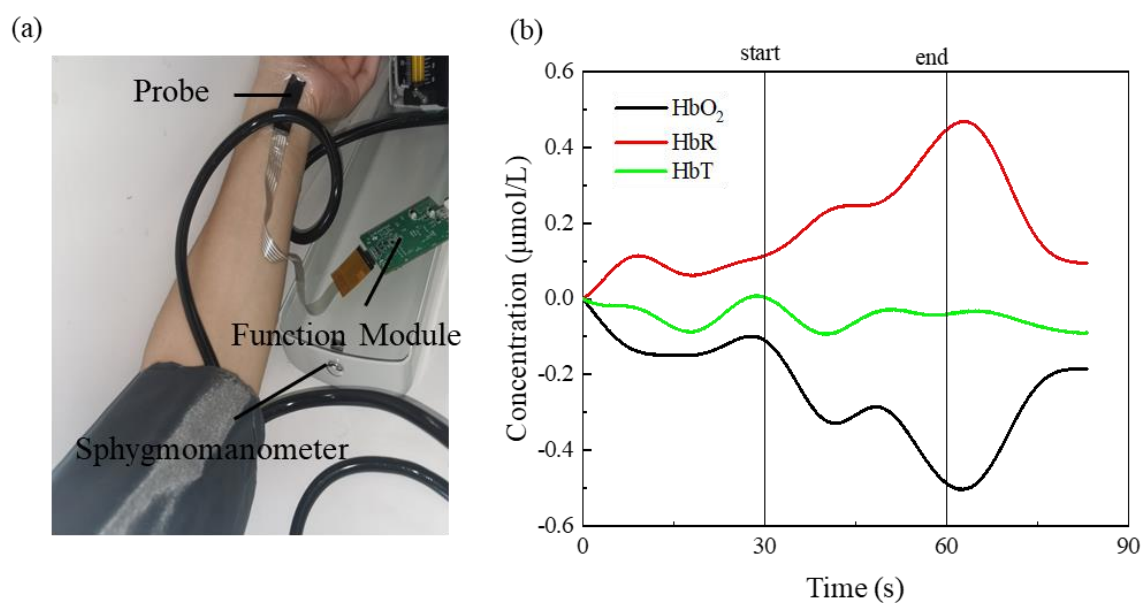 (a)
Probe
Function Module
Sphygmomanometer
(b)
start
end
HbO₂
HbR
HbT
Concentration (μmol/L)
0.6
0.4
0.2
0.0
-0.2
-0.4
-0.6
0
30
60
90
Time (s)